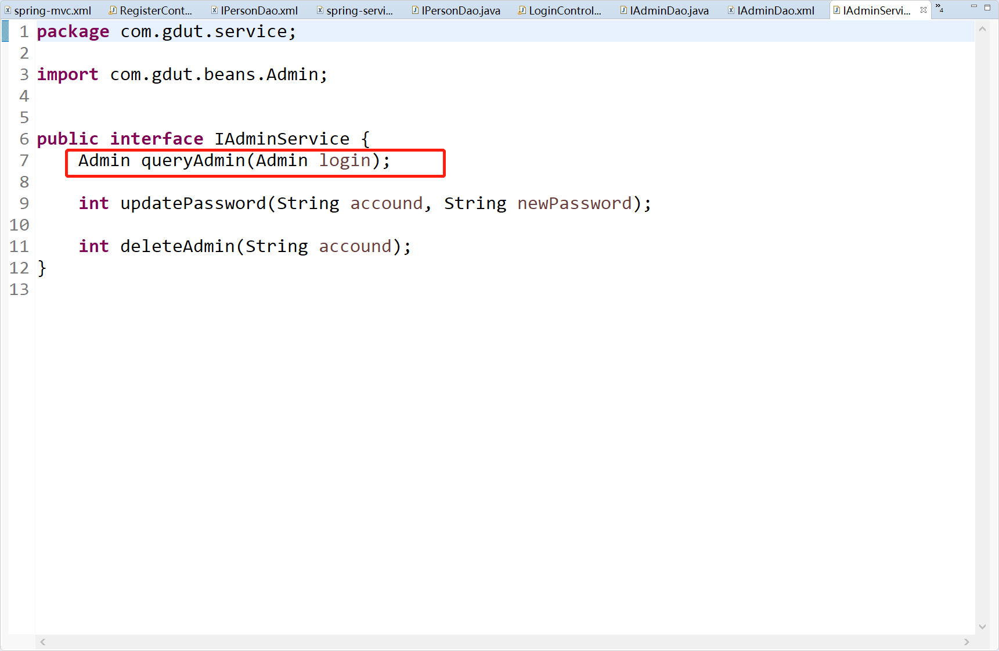 spring-mvc.xml RegisterCont... IPersonDao.xml spring-servi... IPersonDao.java LoginControl... IAdminDao.java IAdminDao.xml IAdminServi... »4
1 package com.gdut.service;
2
3 import com.gdut.beans.Admin;
4
5
6 public interface IAdminService {
7 Admin queryAdmin(Admin login);
8
9 int updatePassword(String accound, String newPassword);
10
11 int deleteAdmin(String accound);
12 }
13